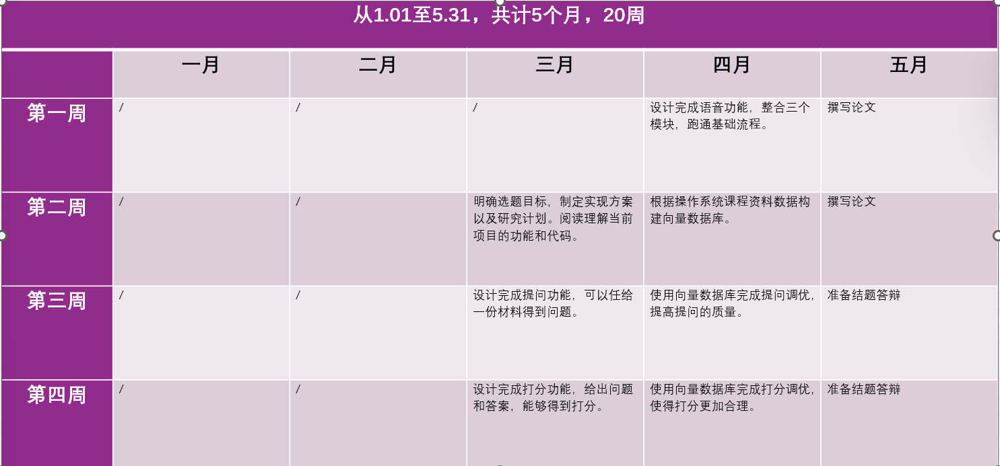 从1.01至5.31，共计5个月，20周
一月
二月
三月
四月
五月
第一周
/
/
/
设计完成语音功能，整合三个
模块，跑通基础流程。
撰写论文
第二周
/
/
明确选题目标，制定实现方案
以及研究计划。阅读理解当前
项目的功能和代码。
根据操作系统课程资料数据构
建向量数据库。
撰写论文
第三周
/
/
设计完成提问功能，可以任给
一份材料得到问题。
使用向量数据库完成提问调优，
提高提问的质量。
准备结题答辩
第四周
/
/
设计完成打分功能，给出问题
和答案，能够得到打分。
使用向量数据库完成打分调优，
使得打分更加合理。
准备结题答辩